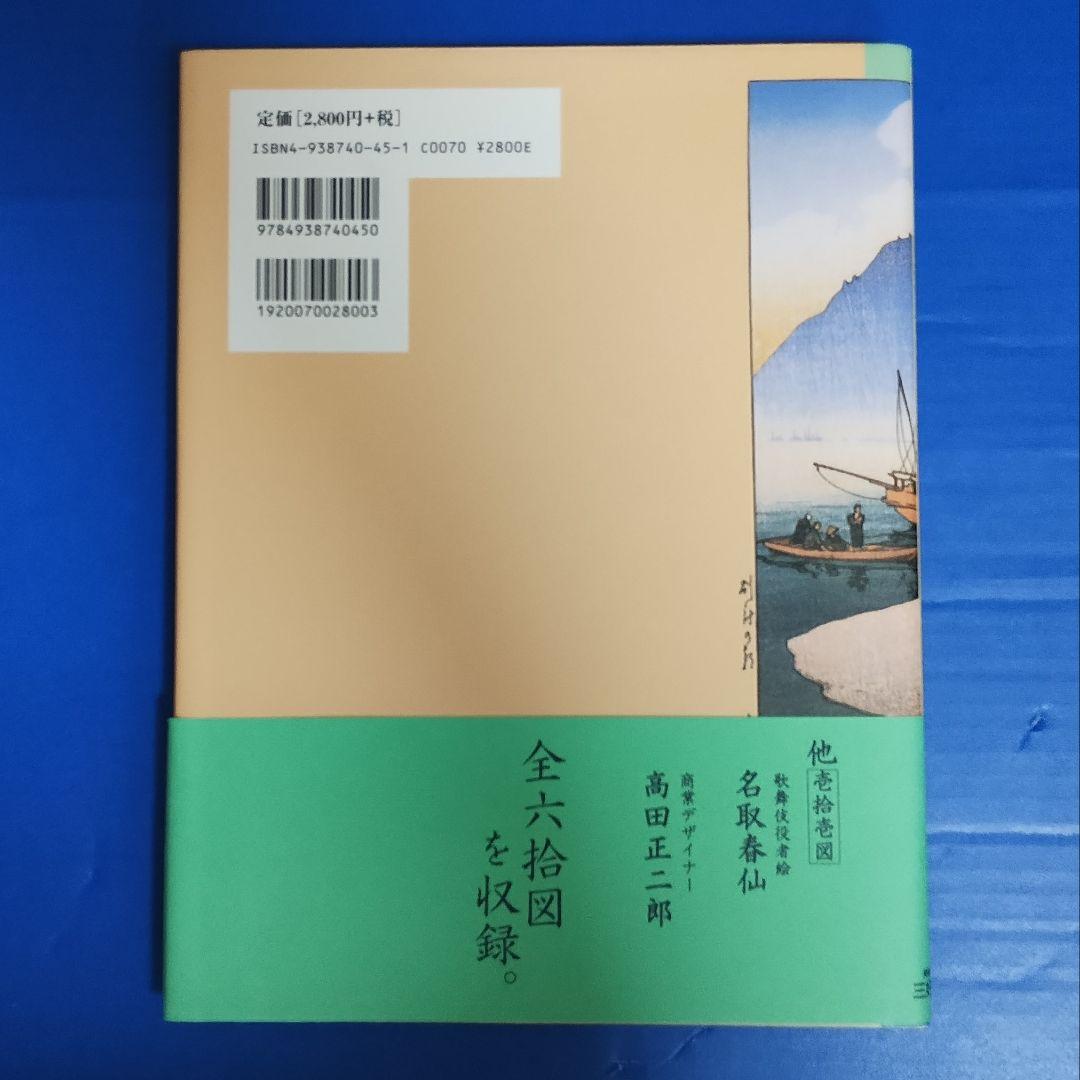 定価[2,800円+税]
ISBN4-938740-45-1 C0070 ¥2800E
9784938740450
1920070028003
他壱拾壱図
歌舞伎役者絵
名取春仙
商業デザイナー
高田正二郎
全六拾図
を収録。